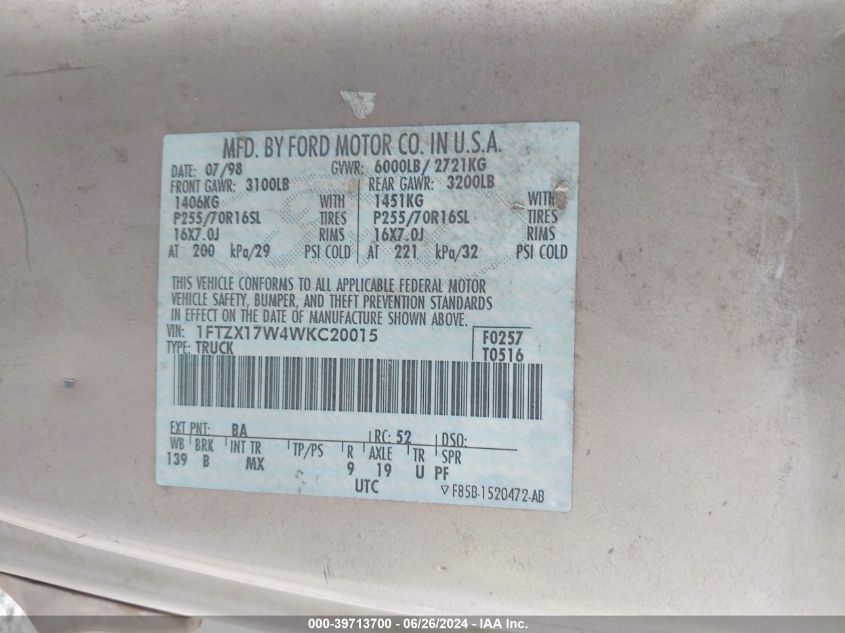 MFD. BY FORD MOTOR CO. IN U.S.A.
DATE: 07/98 GVWR: 6000LB/ 2721KG
FRONT GAWR: 3100LB REAR GAWR: 3200LB
1406KG WITH 1451KG WITH
P255/70R16SL TIRES P255/70R16SL TIRES
16X7.0J RIMS 16X7.0J RIMS
AT 200 kPa/29 PSI COLD AT 221 kPa/32 PSI COLD
THIS VEHICLE CONFORMS TO ALL APPLICABLE FEDERAL MOTOR
VEHICLE SAFETY, BUMPER, AND THEFT PREVENTION STANDARDS
IN EFFECT ON THE DATE OF MANUFACTURE SHOWN ABOVE.
VIN: 1FTZX17W4WKC20015 F0257
TYPE: TRUCK T0516
EXT PNT: BA RC: 52 DSO:
WB BRK INT TR TP/PS R AXLE TR SPR
139 B MX 9 19 U PF
UTC ▽ F85B-1520472-AB
000-39713700 - 06/26/2024 - IAA Inc.